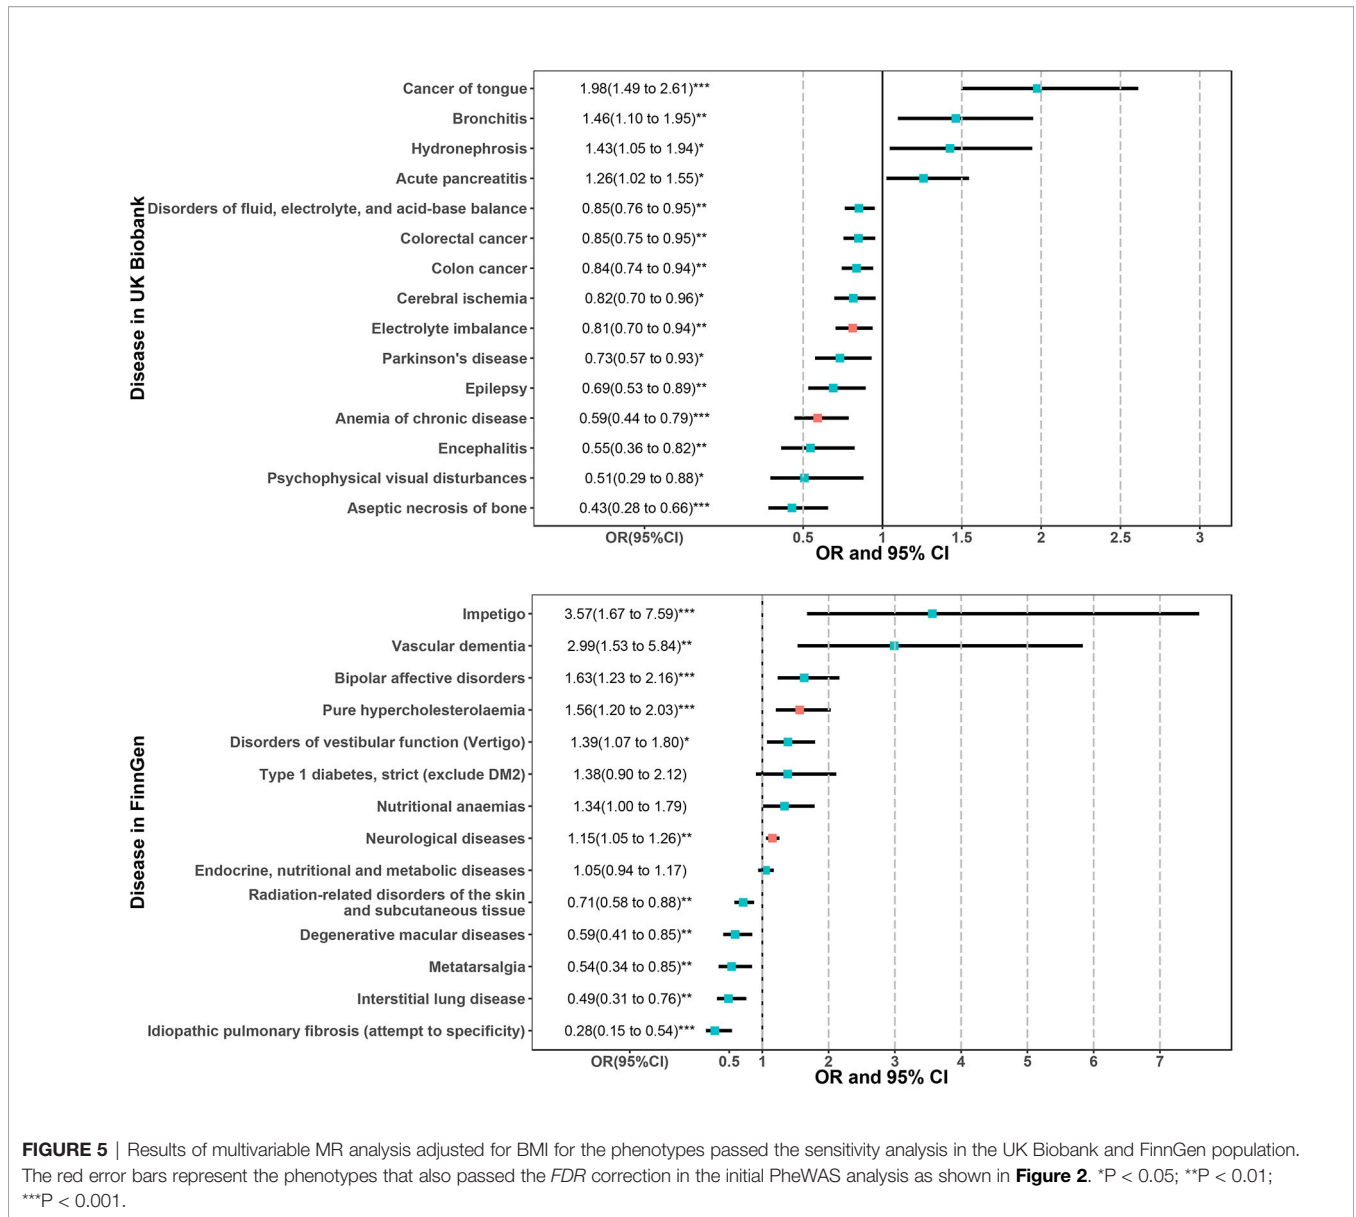 Disease in UK Biobank
Cancer of tongue 1.98(1.49 to 2.61)***
Bronchitis 1.46(1.10 to 1.95)**
Hydronephrosis 1.43(1.05 to 1.94)*
Acute pancreatitis 1.26(1.02 to 1.55)*
Disorders of fluid, electrolyte, and acid-base balance 0.85(0.76 to 0.95)**
Colorectal cancer 0.85(0.75 to 0.95)**
Colon cancer 0.84(0.74 to 0.94)**
Cerebral ischemia 0.82(0.70 to 0.96)*
Electrolyte imbalance 0.81(0.70 to 0.94)**
Parkinson's disease 0.73(0.57 to 0.93)*
Epilepsy 0.69(0.53 to 0.89)**
Anemia of chronic disease 0.59(0.44 to 0.79)***
Encephalitis 0.55(0.36 to 0.82)**
Psychophysical visual disturbances 0.51(0.29 to 0.88)*
Aseptic necrosis of bone 0.43(0.28 to 0.66)***
OR(95%CI) 0.5 1 1.5 2 2.5 3
OR and 95% CI
Disease in FinnGen
Impetigo 3.57(1.67 to 7.59)***
Vascular dementia 2.99(1.53 to 5.84)**
Bipolar affective disorders 1.63(1.23 to 2.16)***
Pure hypercholesterolaemia 1.56(1.20 to 2.03)***
Disorders of vestibular function (Vertigo) 1.39(1.07 to 1.80)*
Type 1 diabetes, strict (exclude DM2) 1.38(0.90 to 2.12)
Nutritional anaemias 1.34(1.00 to 1.79)
Neurological diseases 1.15(1.05 to 1.26)**
Endocrine, nutritional and metabolic diseases 1.05(0.94 to 1.17)
Radiation-related disorders of the skin
and subcutaneous tissue 0.71(0.58 to 0.88)**
Degenerative macular diseases 0.59(0.41 to 0.85)**
Metatarsalgia 0.54(0.34 to 0.85)**
Interstitial lung disease 0.49(0.31 to 0.76)**
Idiopathic pulmonary fibrosis (attempt to specificity) 0.28(0.15 to 0.54)***
OR(95%CI) 0.5 1 2 3 4 5 6 7
OR and 95% CI
FIGURE 5 | Results of multivariable MR analysis adjusted for BMI for the phenotypes passed the sensitivity analysis in the UK Biobank and FinnGen population.
The red error bars represent the phenotypes that also passed the FDR correction in the initial PheWAS analysis as shown in Figure 2. *P < 0.05; **P < 0.01;
***P < 0.001.